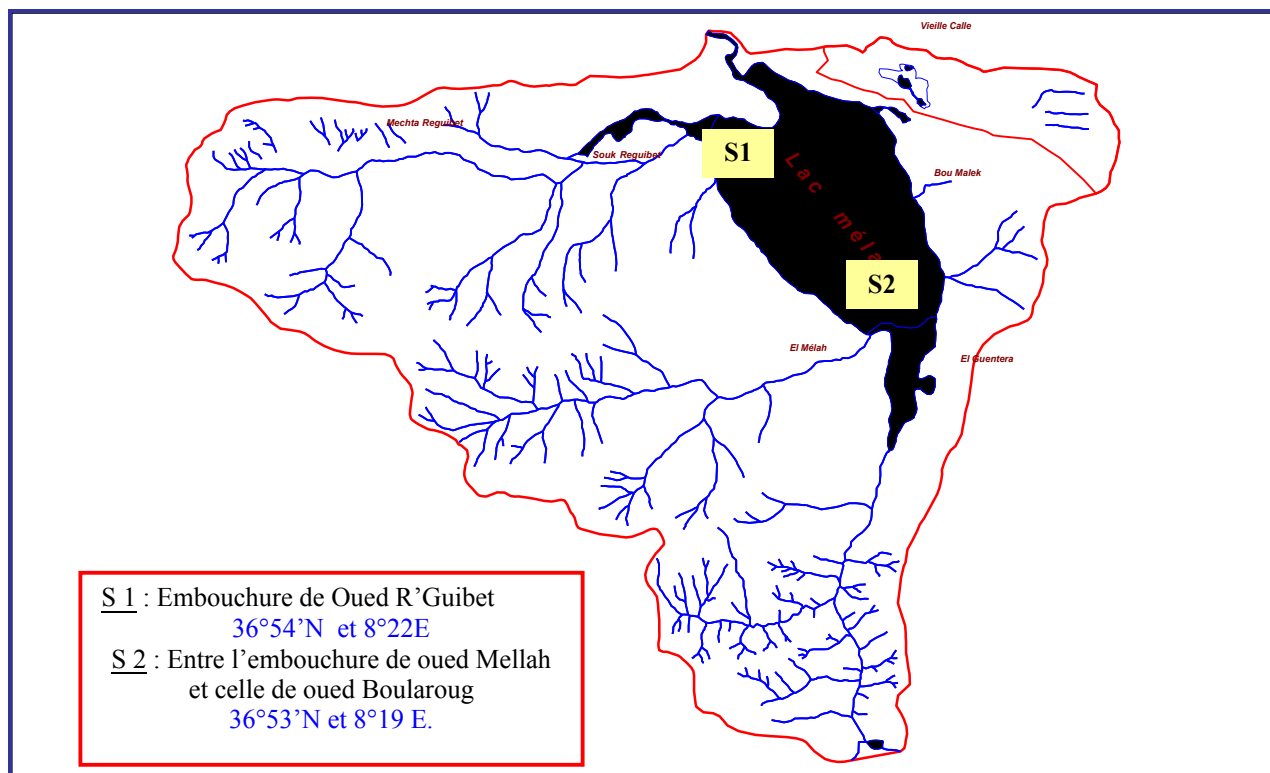 Vieille Calle
Mechta Reguibet
Souk Reguibet
S1
Bou Malek
Lac méla
S2
El Mélah
El Guentera
S 1 : Embouchure de Oued R’Guibet
36°54’N et 8°22E
S 2 : Entre l’embouchure de oued Mellah
et celle de oued Boularoug
36°53’N et 8°19 E.